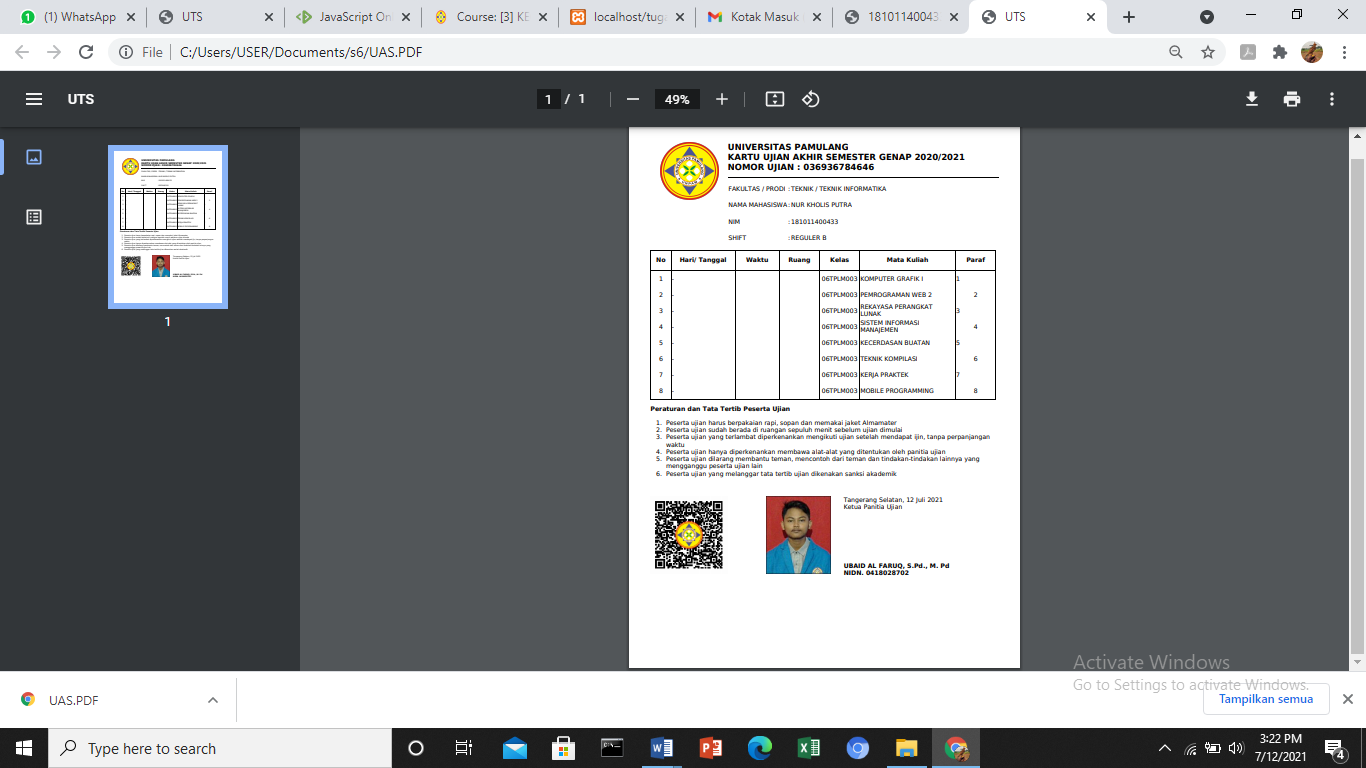 (1) WhatsApp
UTS
JavaScript Onl
Course: [3] KE
localhost/tuga
Kotak Masuk
18101140043
UTS
File
C:/Users/USER/Documents/s6/UAS.PDF
UTS
1 / 1
49%
1
UNIVERSITAS PAMULANG
KARTU UJIAN AKHIR SEMESTER GENAP 2020/2021
NOMOR UJIAN : 036936784646
FAKULTAS / PRODI : TEKNIK / TEKNIK INFORMATIKA
NAMA MAHASISWA : NUR KHOLIS PUTRA
NIM : 181011400433
SHIFT : REGULER B
No Hari/ Tanggal Waktu Ruang Kelas Mata Kuliah Paraf
1 - 06TPLM003 KOMPUTER GRAFIK I 1
2 - 06TPLM003 PEMROGRAMAN WEB 2 2
3 - 06TPLM003 REKAYASA PERANGKAT
LUNAK 3
4 - 06TPLM003 SISTEM INFORMASI
MANAJEMEN 4
5 - 06TPLM003 KECERDASAN BUATAN 5
6 - 06TPLM003 TEKNIK KOMPILASI 6
7 - 06TPLM003 KERJA PRAKTEK 7
8 - 06TPLM003 MOBILE PROGRAMMING 8
Peraturan dan Tata Tertib Peserta Ujian
1. Peserta ujian harus berpakaian rapi, sopan dan memakai jaket Almamater
2. Peserta ujian sudah berada di ruangan sepuluh menit sebelum ujian dimulai
3. Peserta ujian yang terlambat diperkenankan mengikuti ujian setelah mendapat ijin, tanpa perpanjangan
waktu
4. Peserta ujian hanya diperkenankan membawa alat-alat yang ditentukan oleh panitia ujian
5. Peserta ujian dilarang membantu teman, mencontoh dari teman dan tindakan-tindakan lainnya yang
mengganggu peserta ujian lain
6. Peserta ujian yang melanggar tata tertib ujian dikenakan sanksi akademik
Tangerang Selatan, 12 Juli 2021
Ketua Panitia Ujian
UBAID AL FARUQ, S.Pd., M. Pd
NIDN. 0418028702
Activate Windows
Go to Settings to activate Windows.
UAS.PDF
Tampilkan semua
Type here to search
3:22 PM
7/12/2021
4